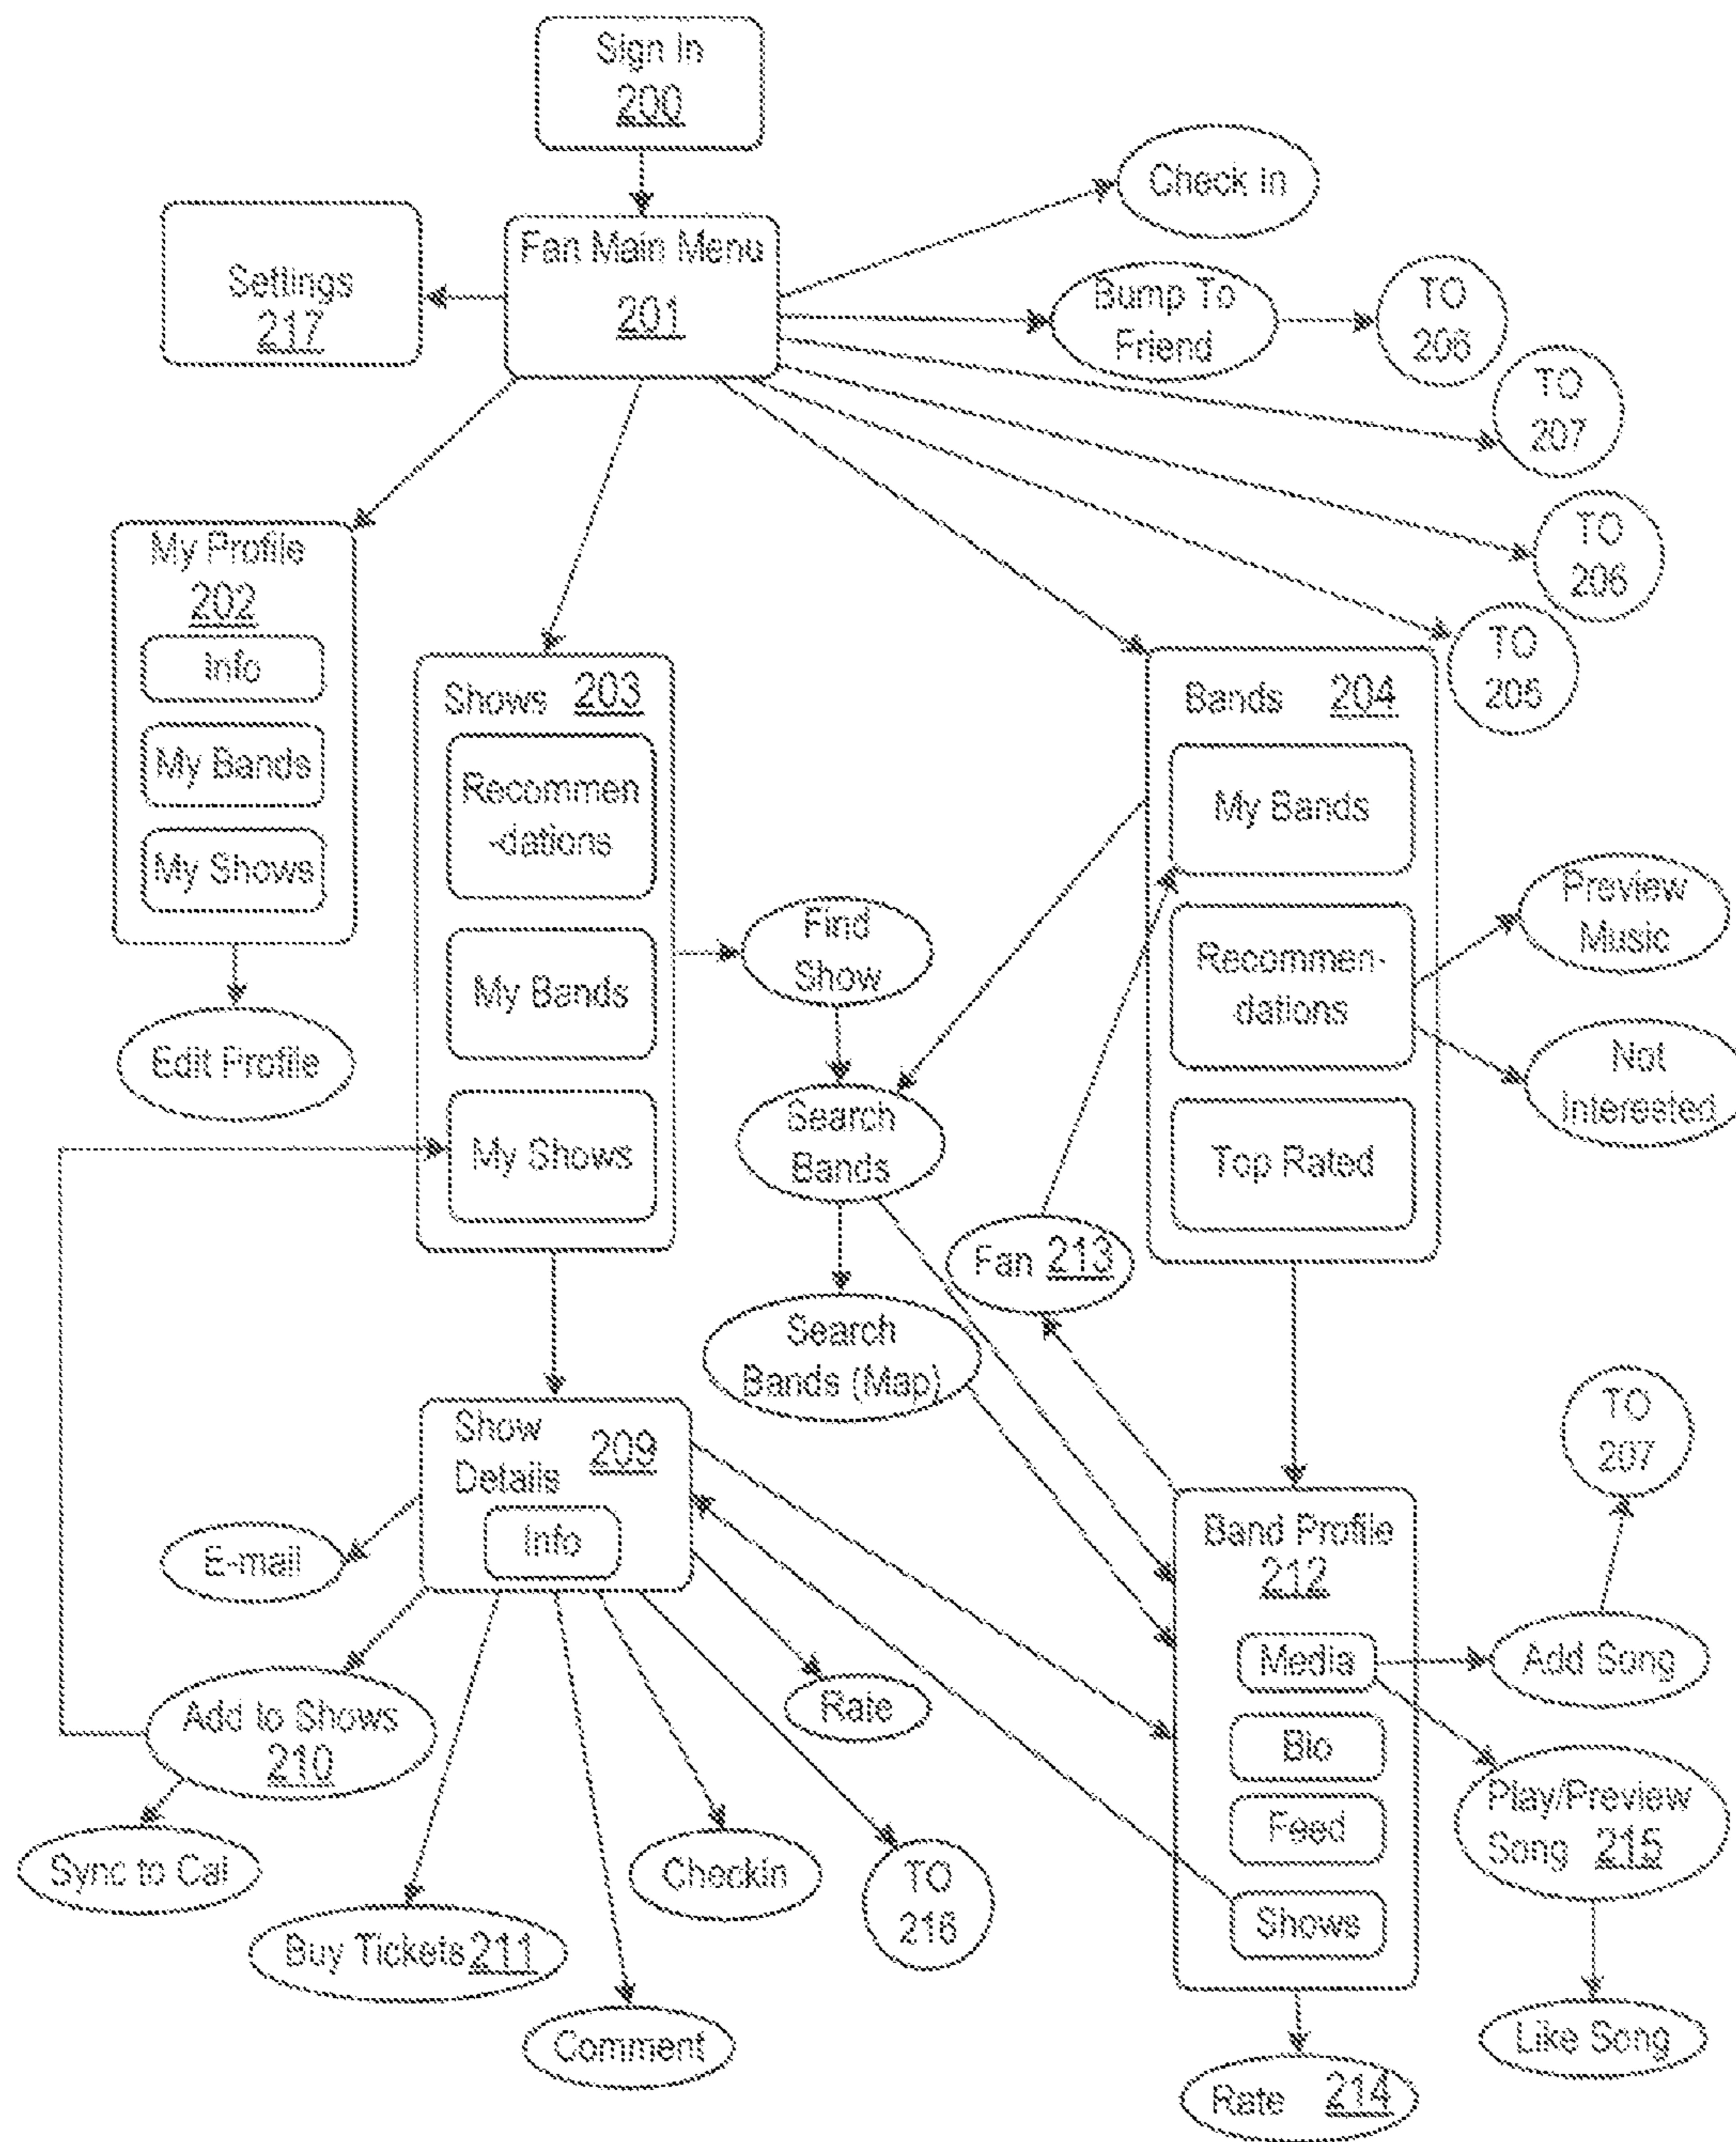 Sign In
200
Check in
Fan Main Menu
201
Settings
217
Bump To
Friend
TO
206
TO
207
TO
206
TO
205
My Profile
202
Info
My Bands
My Shows
Edit Profile
Shows 203
Recommen
-dations
My Bands
My Shows
Find
Show
Search
Bands
Search
Bands (Map)
Bands 204
My Bands
Recommen-
dations
Top Rated
Preview
Music
Not
Interested
Fan 213
Show
Details
209
Info
E-mail
Add to Shows
210
Sync to Cal
Buy Tickets 211
Comment
Checkin
TO
216
Rate
Band Profile
212
Media
Bio
Feed
Shows
Rate 214
TO
207
Add Song
Play/Preview
Song 215
Like Song